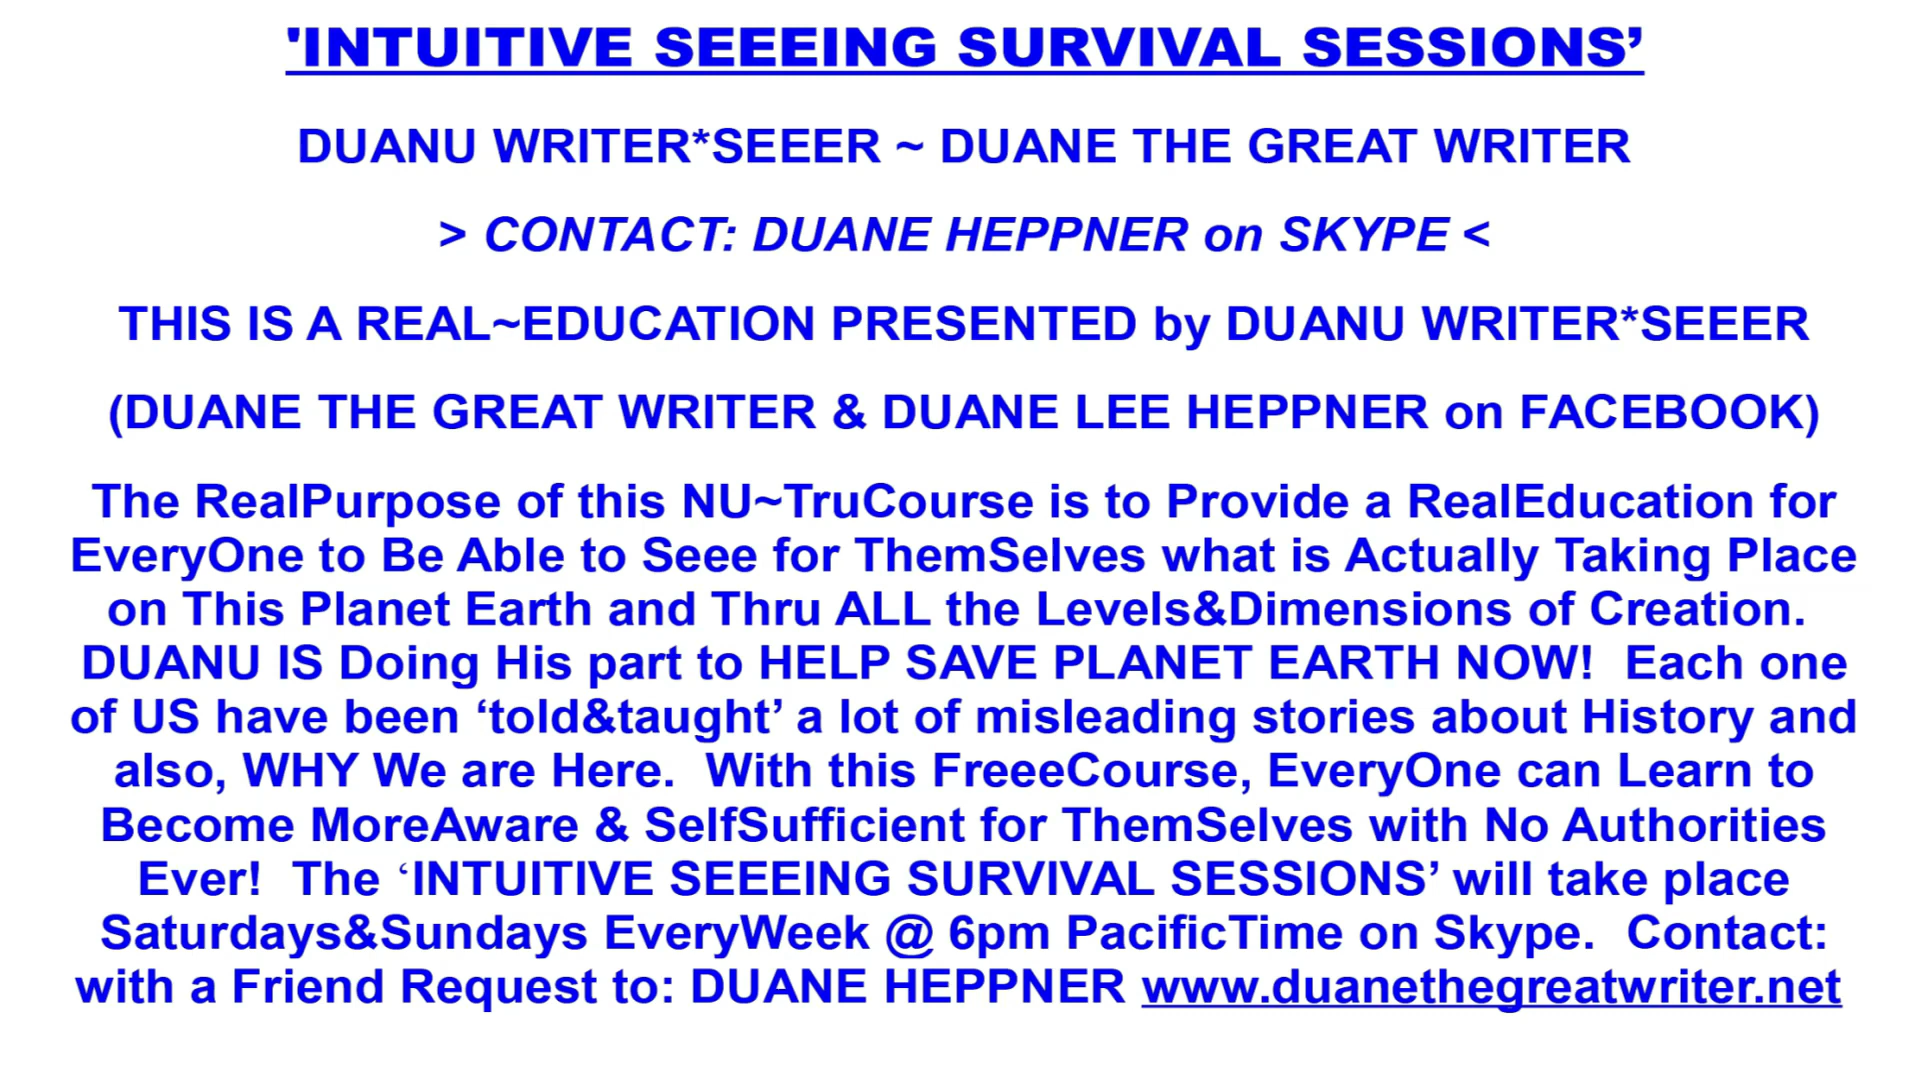 'INTUITIVE SEEEING SURVIVAL SESSIONS’
DUANU WRITER*SEEER ~ DUANE THE GREAT WRITER
> CONTACT: DUANE HEPPNER on SKYPE <
THIS IS A REAL~EDUCATION PRESENTED by DUANU WRITER*SEEER
(DUANE THE GREAT WRITER & DUANE LEE HEPPNER on FACEBOOK)
The RealPurpose of this NU~TruCourse is to Provide a RealEducation for
EveryOne to Be Able to Seee for ThemSelves what is Actually Taking Place
on This Planet Earth and Thru ALL the Levels&Dimensions of Creation.
DUANU IS Doing His part to HELP SAVE PLANET EARTH NOW!  Each one
of US have been ‘told&taught’ a lot of misleading stories about History and
also, WHY We are Here.  With this FreeeCourse, EveryOne can Learn to
Become MoreAware & SelfSufficient for ThemSelves with No Authorities
Ever!  The ‘INTUITIVE SEEEING SURVIVAL SESSIONS’ will take place
Saturdays&Sundays EveryWeek @ 6pm PacificTime on Skype.  Contact:
with a Friend Request to: DUANE HEPPNER www.duanethegreatwriter.net